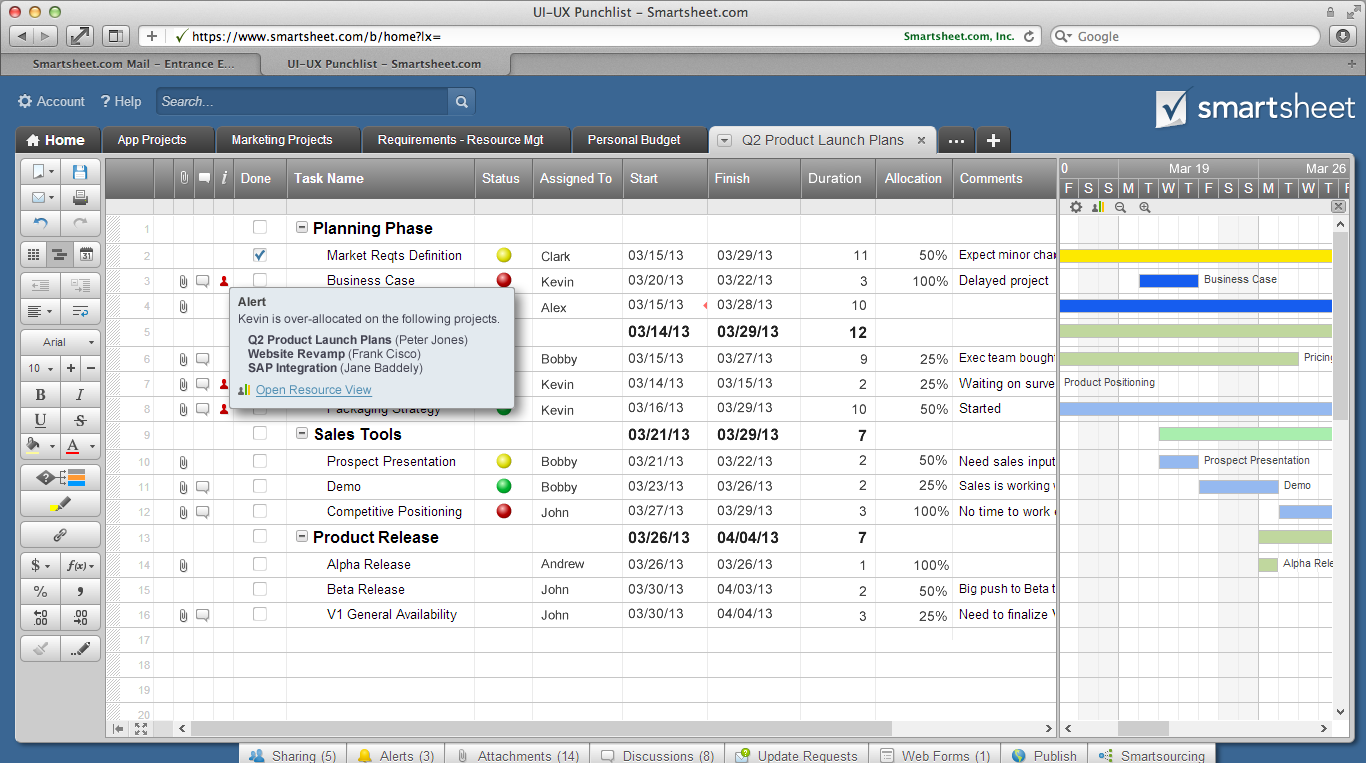 UI-UX Punchlist – Smartsheet.com
https://www.smartsheet.com/b/home?lx= Smartsheet.com, Inc. Google
Smartsheet.com Mail – Entrance E... UI-UX Punchlist – Smartsheet.com
Account ? Help Search... smartsheet
Home App Projects Marketing Projects Requirements - Resource Mgt Personal Budget Q2 Product Launch Plans × ... +
0 Mar 19 Mar 26
i Done Task Name Status Assigned To Start Finish Duration Allocation Comments F S S M T W T F S S M T W T F
1 Planning Phase
2 Market Reqts Definition Clark 03/15/13 03/29/13 11 50% Expect minor cha
3 Business Case Kevin 03/20/13 03/22/13 3 100% Delayed project Business Case
4 Alex 03/15/13 03/28/13 10
5 03/14/13 03/29/13 12
6 Bobby 03/15/13 03/27/13 6 25% Exec team bought Pricing
7 Kevin 03/14/13 03/15/13 2 25% Waiting on surve Product Positioning
8 Packaging Strategy Kevin 03/16/13 03/29/13 10 50% Started
Alert
Kevin is over-allocated on the following projects.
Q2 Product Launch Plans (Peter Jones)
Website Revamp (Frank Cisco)
SAP Integration (Jane Baddely)
Open Resource View
9 Sales Tools 03/21/13 03/29/13 7
10 Prospect Presentation Bobby 03/21/13 03/22/13 2 50% Need sales input Prospect Presentation
11 Demo Bobby 03/23/13 03/26/13 2 25% Sales is working Demo
12 Competitive Positioning John 03/27/13 03/29/13 3 100% No time to work
13 Product Release 03/26/13 04/04/13 7
14 Alpha Release Andrew 03/26/13 03/26/13 1 100% Alpha Rele
15 Beta Release John 03/30/13 04/03/13 2 50% Big push to Beta t
16 V1 General Availability John 03/30/13 04/04/13 3 25% Need to finalize V
17
18
19
20
31
Arial
10 + −
B I
U S
A
$ f(x)
% ,
.0 .00
.00 .0
Sharing (5) Alerts (3) Attachments (14) Discussions (8) Update Requests Web Forms (1) Publish Smartsourcing